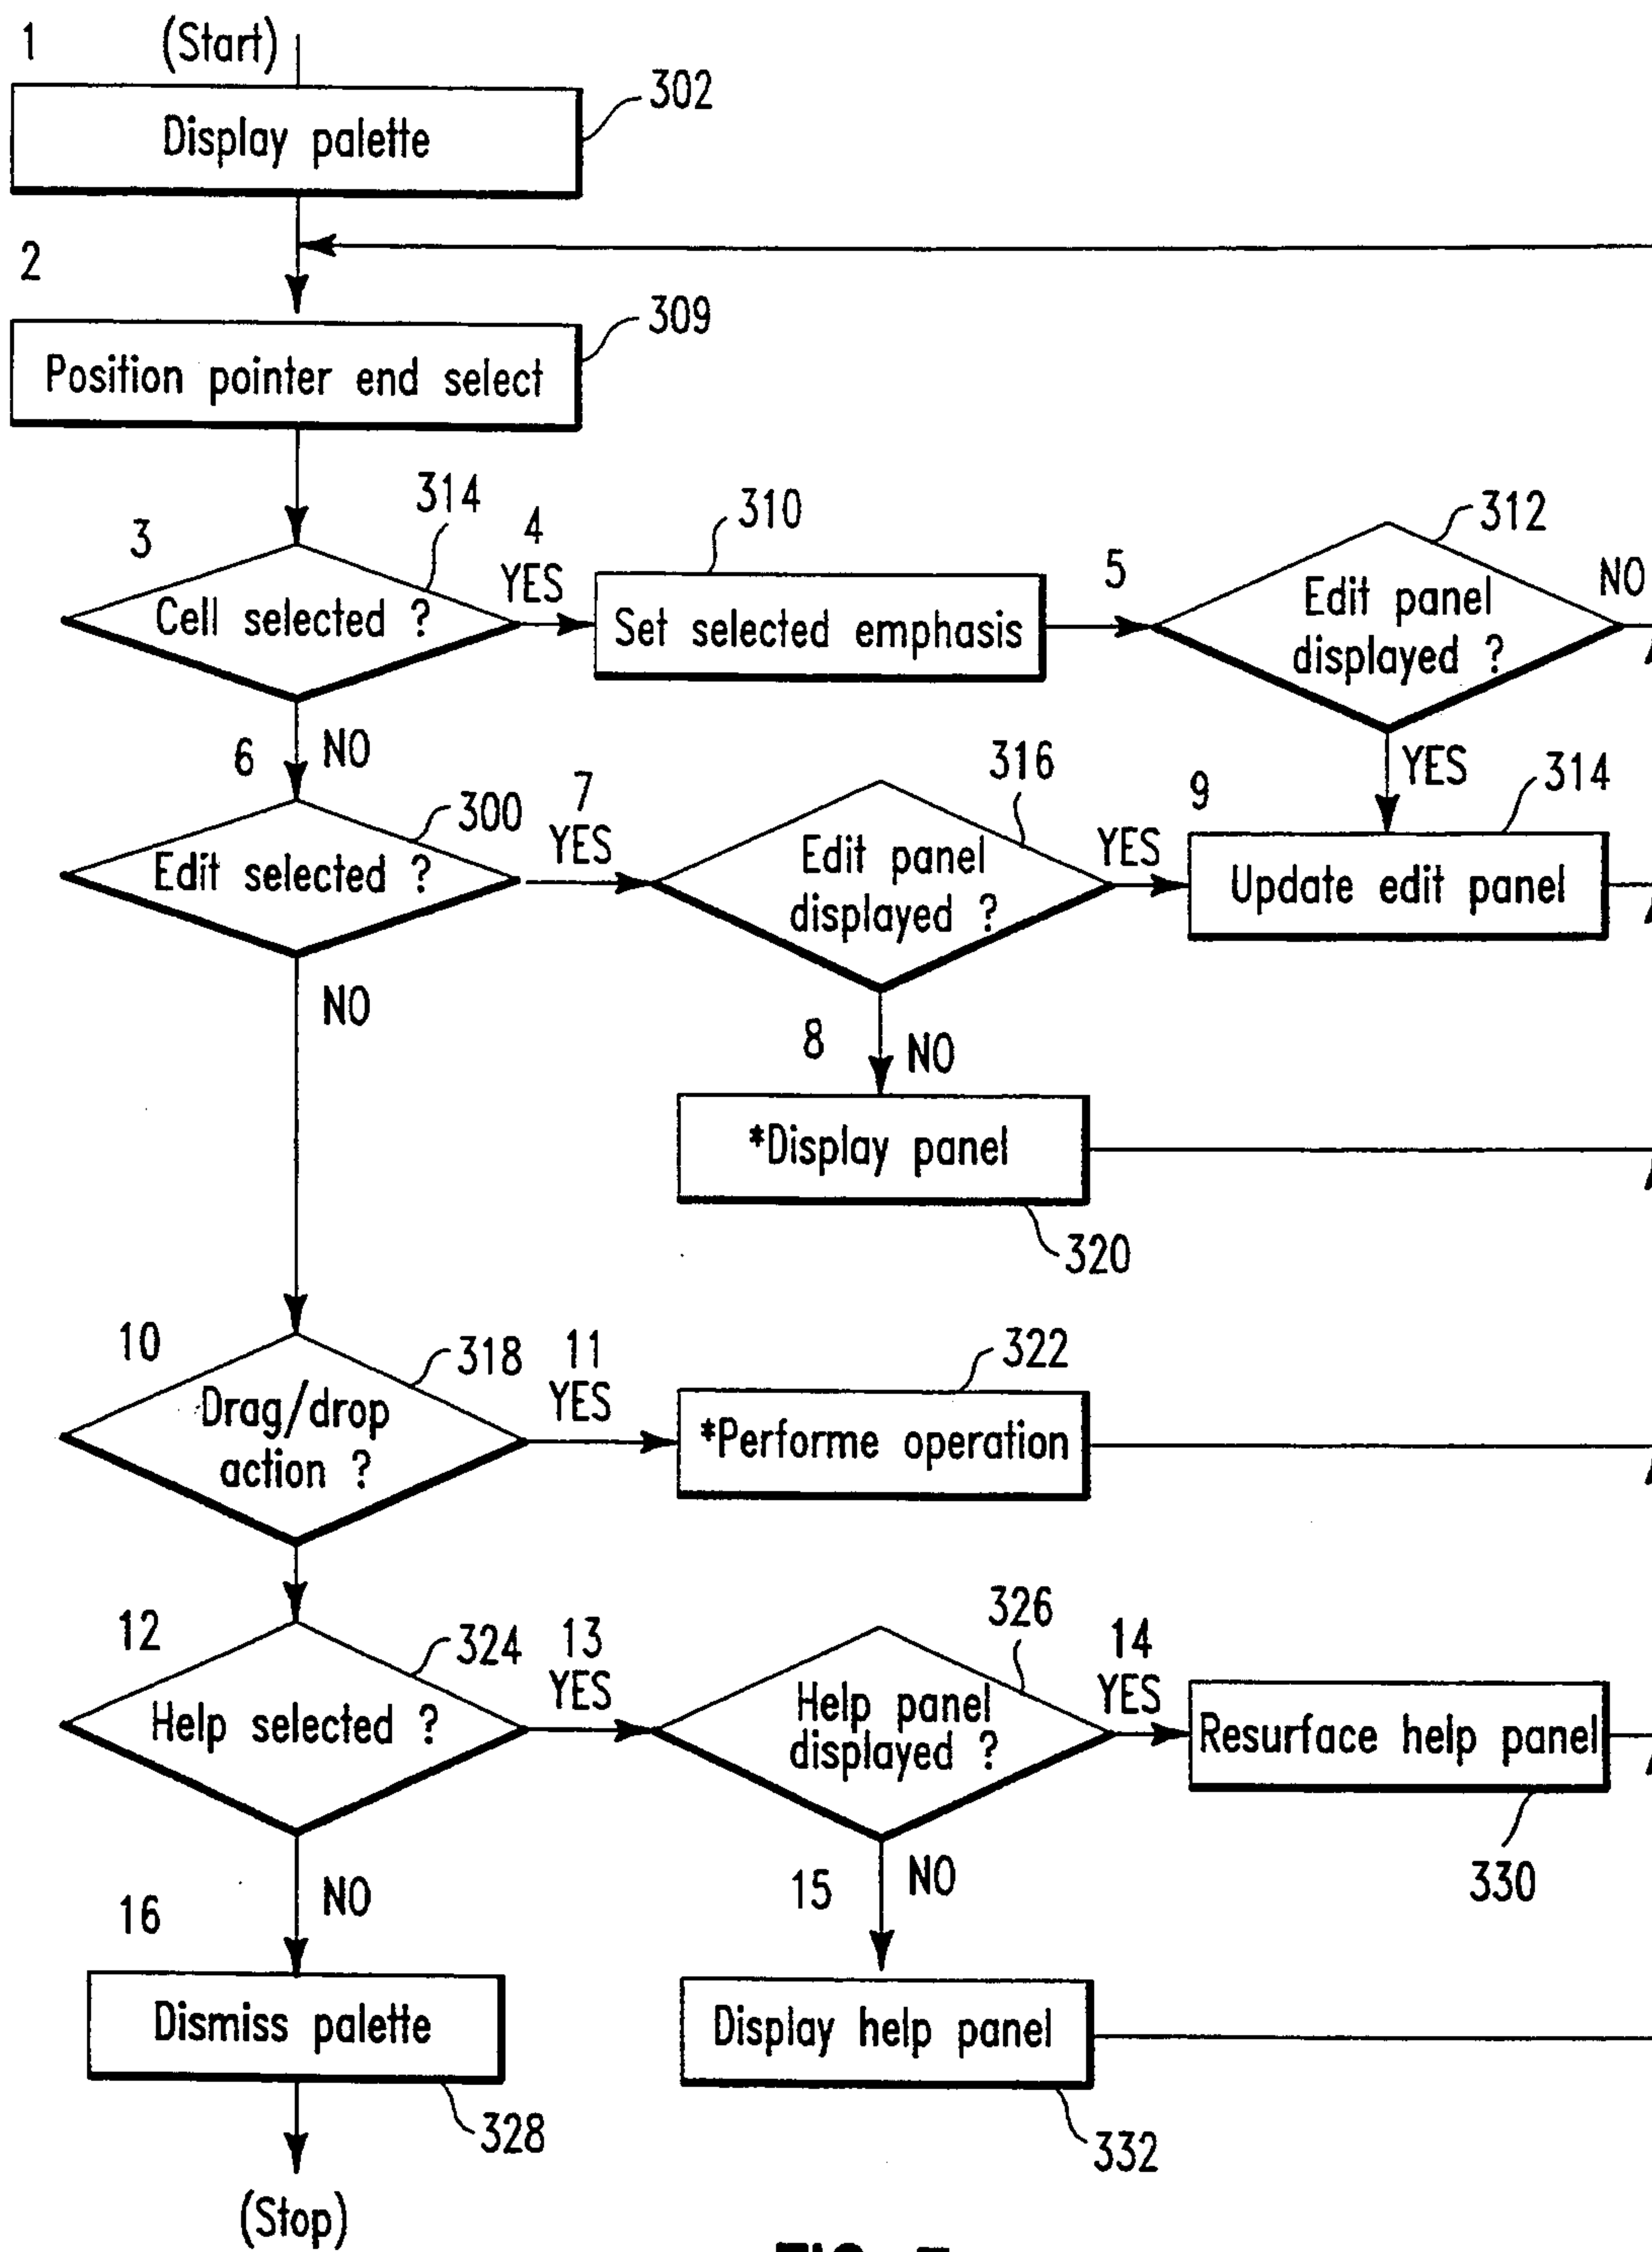 1 (Start)
302
Display palette
2
309
Position pointer end select
3
314
4
YES
310
5
312
NO
Cell selected ?
Set selected emphasis
Edit panel
displayed ?
6
NO
7
YES
316
YES
9
YES
314
300
Edit selected ?
Edit panel
displayed ?
Update edit panel
NO
8
NO
*Display panel
320
10
318
11
YES
322
Drag/drop
action ?
*Performe operation
12
324
13
YES
326
14
YES
Help selected ?
Help panel
displayed ?
Resurface help panel
330
NO
16
15
NO
Dismiss palette
328
Display help panel
332
(Stop)